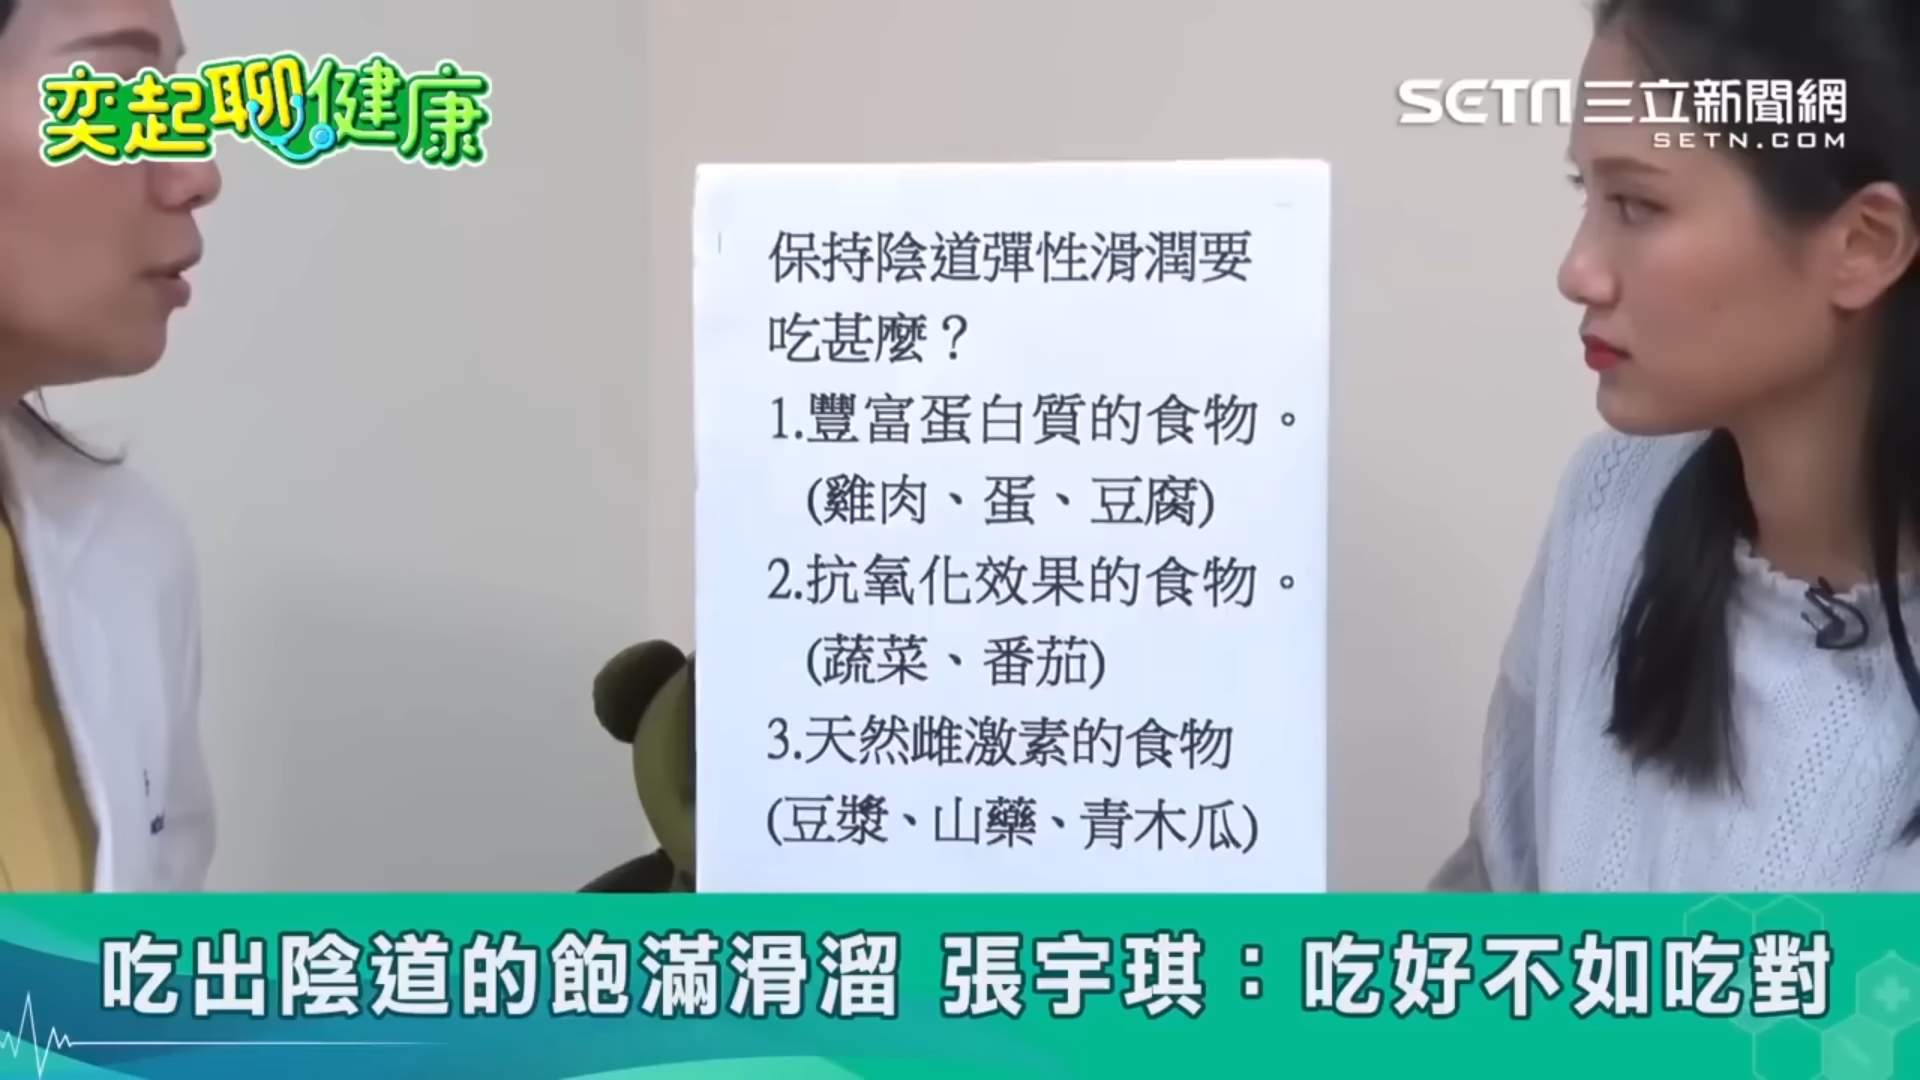 奕起聊健康
SETN三立新聞網
SETN.COM
保持陰道彈性滑潤要
吃甚麼？
1.豐富蛋白質的食物。
(雞肉、蛋、豆腐)
2.抗氧化效果的食物。
(蔬菜、番茄)
3.天然雌激素的食物
(豆漿、山藥、青木瓜)
吃出陰道的飽滿滑溜 張宇琪：吃好不如吃對